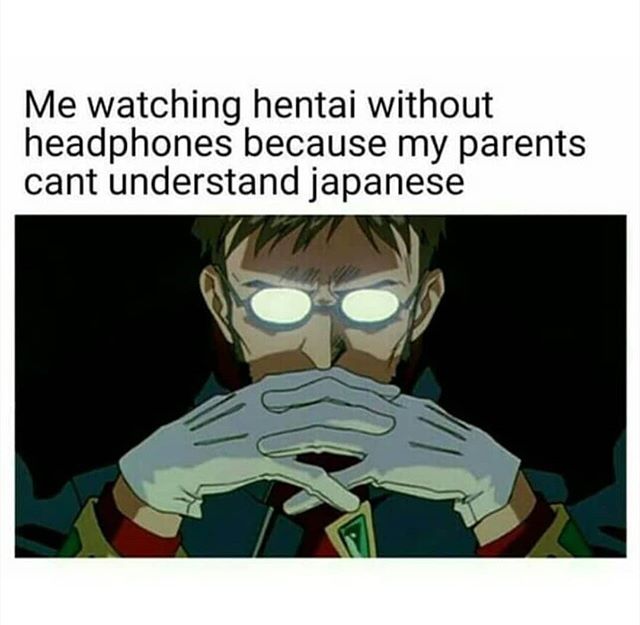 Me watching hentai without
headphones because my parents
cant understand japanese